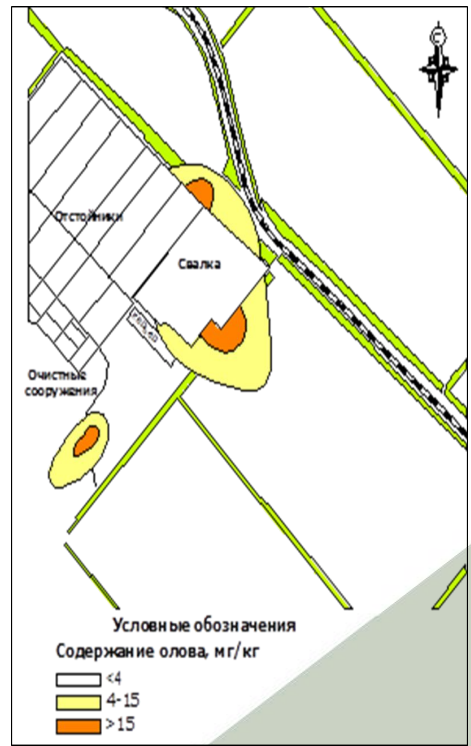 С
Отстойники
Свалка
Очистные
сооружения
Условные обозначения
Содержание олова, мг/кг
<4
4-15
>15